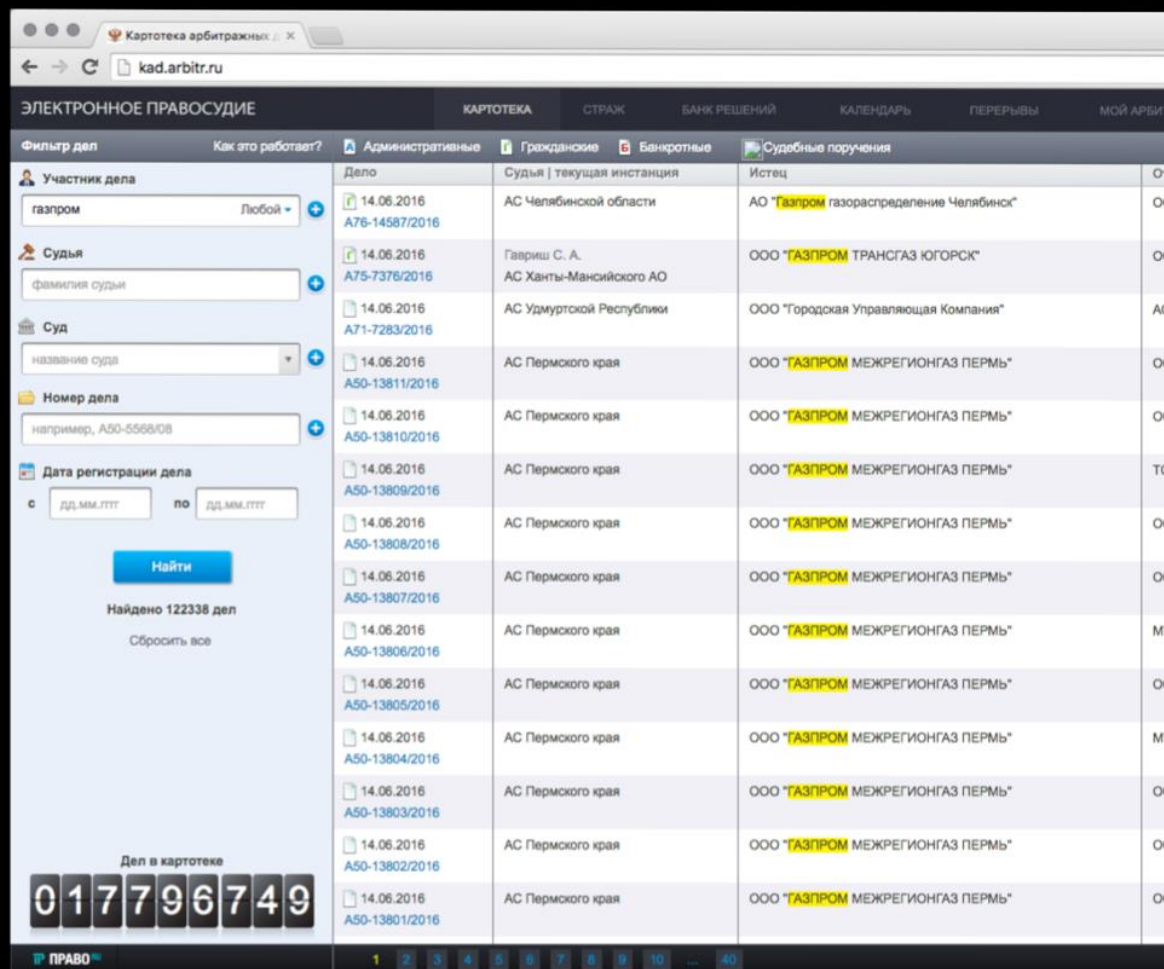 Картотека арбитражных д
kad.arbitr.ru
ЭЛЕКТРОННОЕ ПРАВОСУДИЕ
КАРТОТЕКА СТРАЖ БАНК РЕШЕНИЙ КАЛЕНДАРЬ ПЕРЕРЫВЫ МОЙ АРБИТ
Фильтр дел Как это работает?
А Административные Г Гражданские Б Банкротные Судебные поручения
Участник дела
газпром Любой
Судья
фамилия судьи
Суд
название суда
Номер дела
например, А50-5568/08
Дата регистрации дела
с дд.мм.гггг по дд.мм.гггг
Найти
Найдено 122338 дел
Сбросить все
Дел в картотеке
017796749
ПРАВО
Дело Судья | текущая инстанция Истец О
14.06.2016 АС Челябинской области АО "Газпром газораспределение Челябинск" О
А76-14587/2016
14.06.2016 Гавриш С. А. ООО "ГАЗПРОМ ТРАНСГАЗ ЮГОРСК" О
А75-7376/2016 АС Ханты-Мансийского АО
14.06.2016 АС Удмуртской Республики ООО "Городская Управляющая Компания" А
А71-7283/2016
14.06.2016 АС Пермского края ООО "ГАЗПРОМ МЕЖРЕГИОНГАЗ ПЕРМЬ" О
А50-13811/2016
14.06.2016 АС Пермского края ООО "ГАЗПРОМ МЕЖРЕГИОНГАЗ ПЕРМЬ" О
А50-13810/2016
14.06.2016 АС Пермского края ООО "ГАЗПРОМ МЕЖРЕГИОНГАЗ ПЕРМЬ" Т
А50-13809/2016
14.06.2016 АС Пермского края ООО "ГАЗПРОМ МЕЖРЕГИОНГАЗ ПЕРМЬ" О
А50-13808/2016
14.06.2016 АС Пермского края ООО "ГАЗПРОМ МЕЖРЕГИОНГАЗ ПЕРМЬ" О
А50-13807/2016
14.06.2016 АС Пермского края ООО "ГАЗПРОМ МЕЖРЕГИОНГАЗ ПЕРМЬ" М
А50-13806/2016
14.06.2016 АС Пермского края ООО "ГАЗПРОМ МЕЖРЕГИОНГАЗ ПЕРМЬ" О
А50-13805/2016
14.06.2016 АС Пермского края ООО "ГАЗПРОМ МЕЖРЕГИОНГАЗ ПЕРМЬ" М
А50-13804/2016
14.06.2016 АС Пермского края ООО "ГАЗПРОМ МЕЖРЕГИОНГАЗ ПЕРМЬ" О
А50-13803/2016
14.06.2016 АС Пермского края ООО "ГАЗПРОМ МЕЖРЕГИОНГАЗ ПЕРМЬ" О
А50-13802/2016
14.06.2016 АС Пермского края ООО "ГАЗПРОМ МЕЖРЕГИОНГАЗ ПЕРМЬ" О
А50-13801/2016
1 2 3 4 5 6 7 8 9 10 ... 40